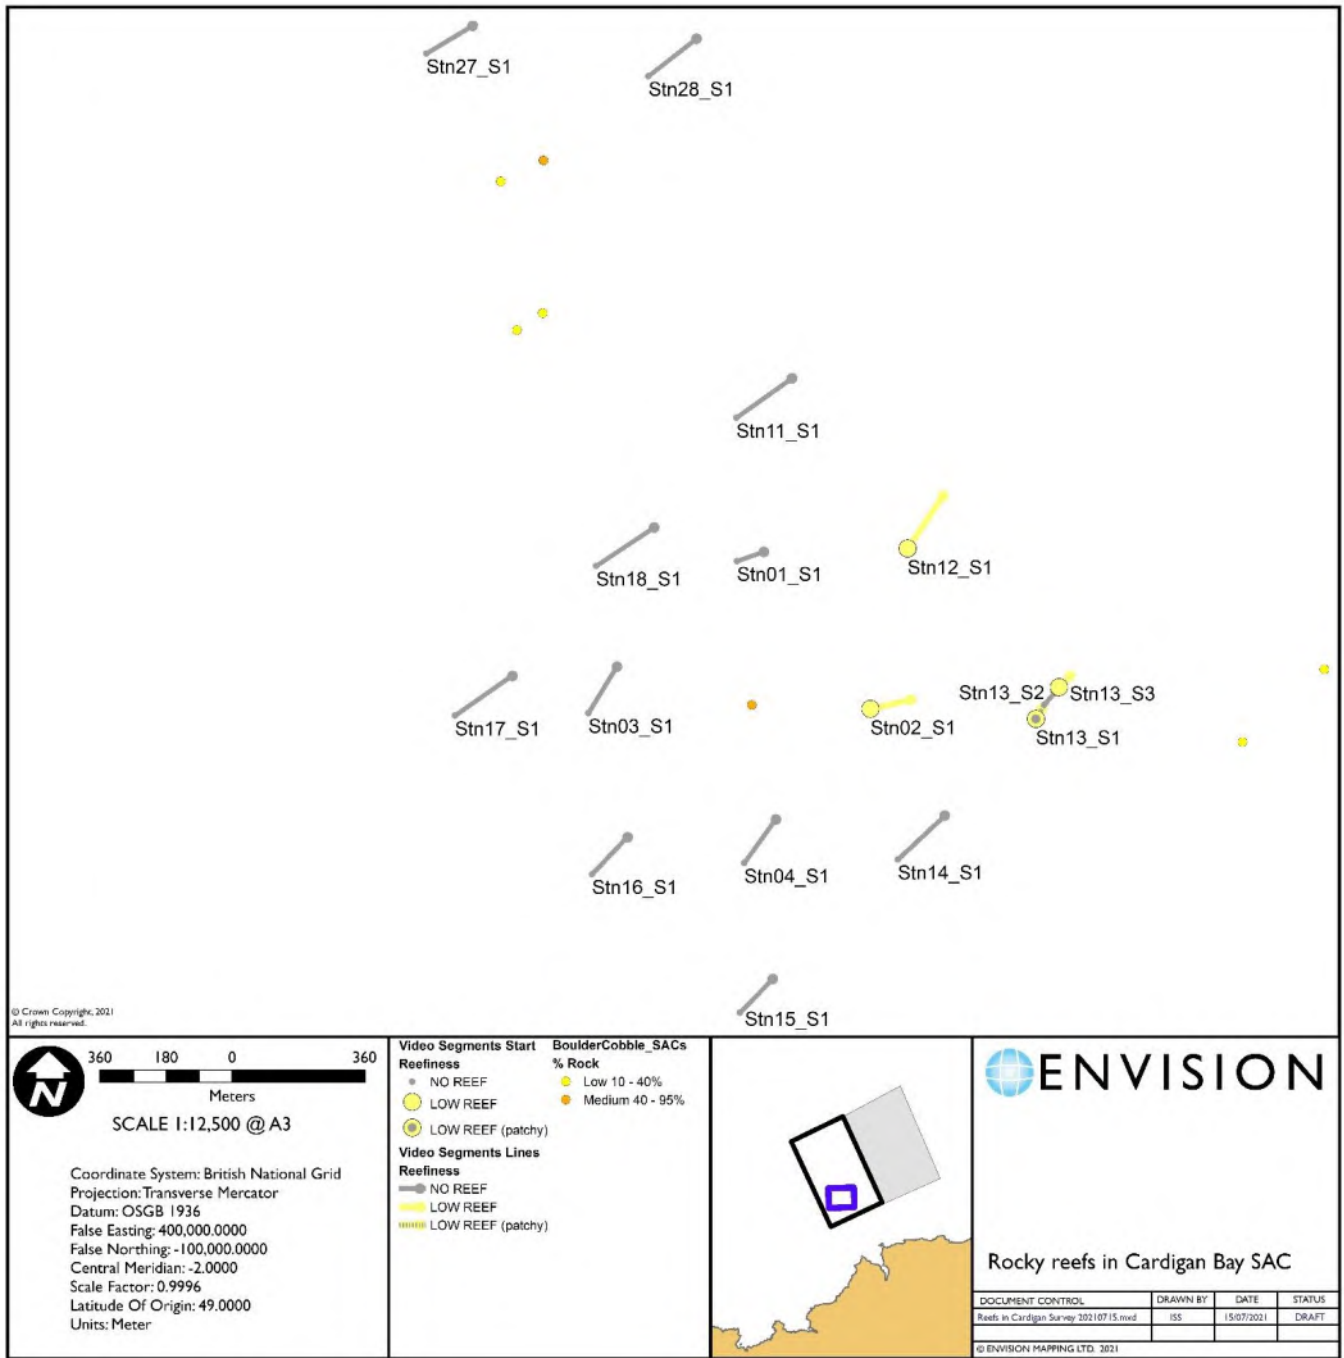 Stn27_S1
Stn28_S1
Stn11_S1
Stn18_S1
Stn01_S1
Stn12_S1
Stn17_S1
Stn03_S1
Stn02_S1
Stn13_S2
Stn13_S3
Stn13_S1
Stn16_S1
Stn04_S1
Stn14_S1
Stn15_S1
© Crown Copyright, 2021
All rights reserved.
N
360 180 0 360
Meters
SCALE 1:12,500 @ A3
Coordinate System: British National Grid
Projection: Transverse Mercator
Datum: OSGB 1936
False Easting: 400,000.0000
False Northing: -100,000.0000
Central Meridian: -2.0000
Scale Factor: 0.9996
Latitude Of Origin: 49.0000
Units: Meter
Video Segments Start
Reefiness
NO REEF
LOW REEF
LOW REEF (patchy)
Video Segments Lines
Reefiness
NO REEF
LOW REEF
LOW REEF (patchy)
BoulderCobble_SACs
% Rock
Low 10 - 40%
Medium 40 - 95%
ENVISION
Rocky reefs in Cardigan Bay SAC
DOCUMENT CONTROL DRAWN BY DATE STATUS
Reefs in Cardigan Survey 20210715.mxd ISS 15/07/2021 DRAFT
© ENVISION MAPPING LTD. 2021